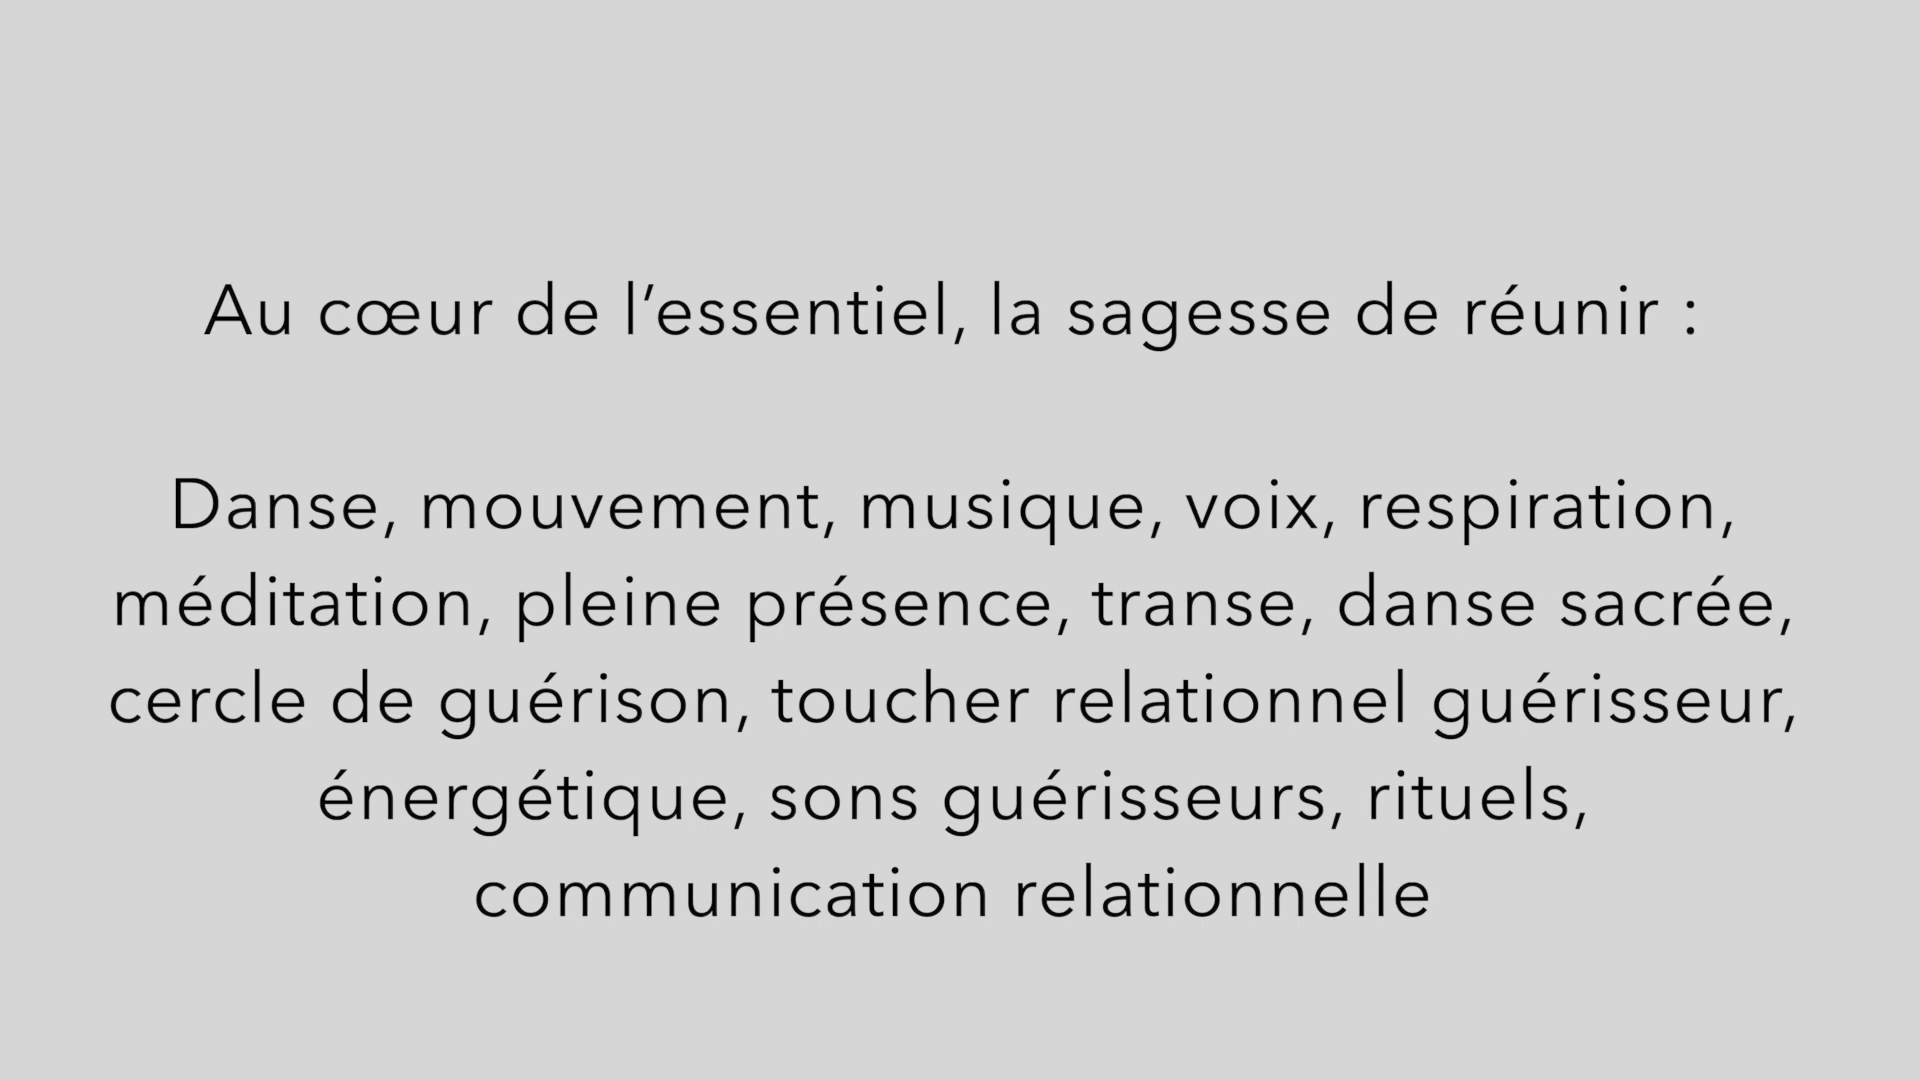 Au cœur de l’essentiel, la sagesse de réunir :
Danse, mouvement, musique, voix, respiration,
méditation, pleine présence, transe, danse sacrée,
cercle de guérison, toucher relationnel guérisseur,
énergétique, sons guérisseurs, rituels,
communication relationnelle